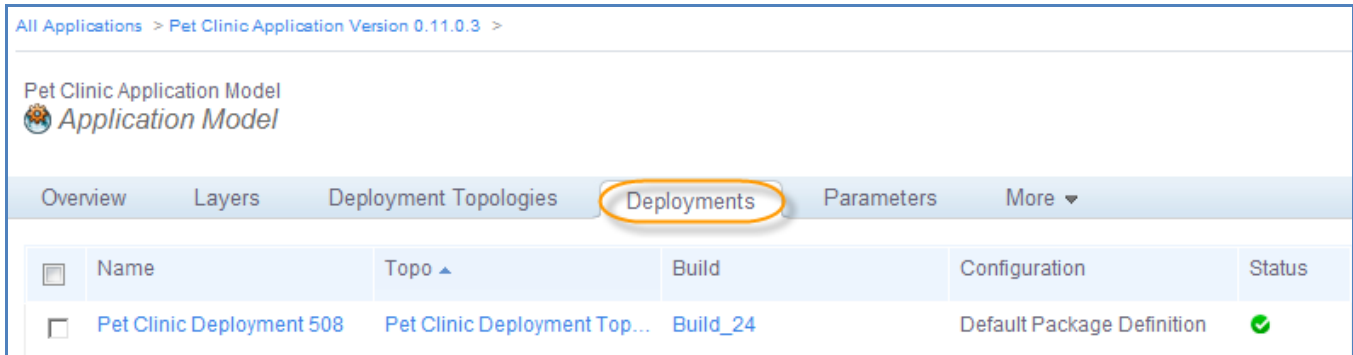 All Applications > Pet Clinic Application Version 0.11.0.3 >
Pet Clinic Application Model
Application Model
Overview Layers Deployment Topologies Deployments Parameters More
Name Topo Build Configuration Status
Pet Clinic Deployment 508 Pet Clinic Deployment Top... Build_24 Default Package Definition